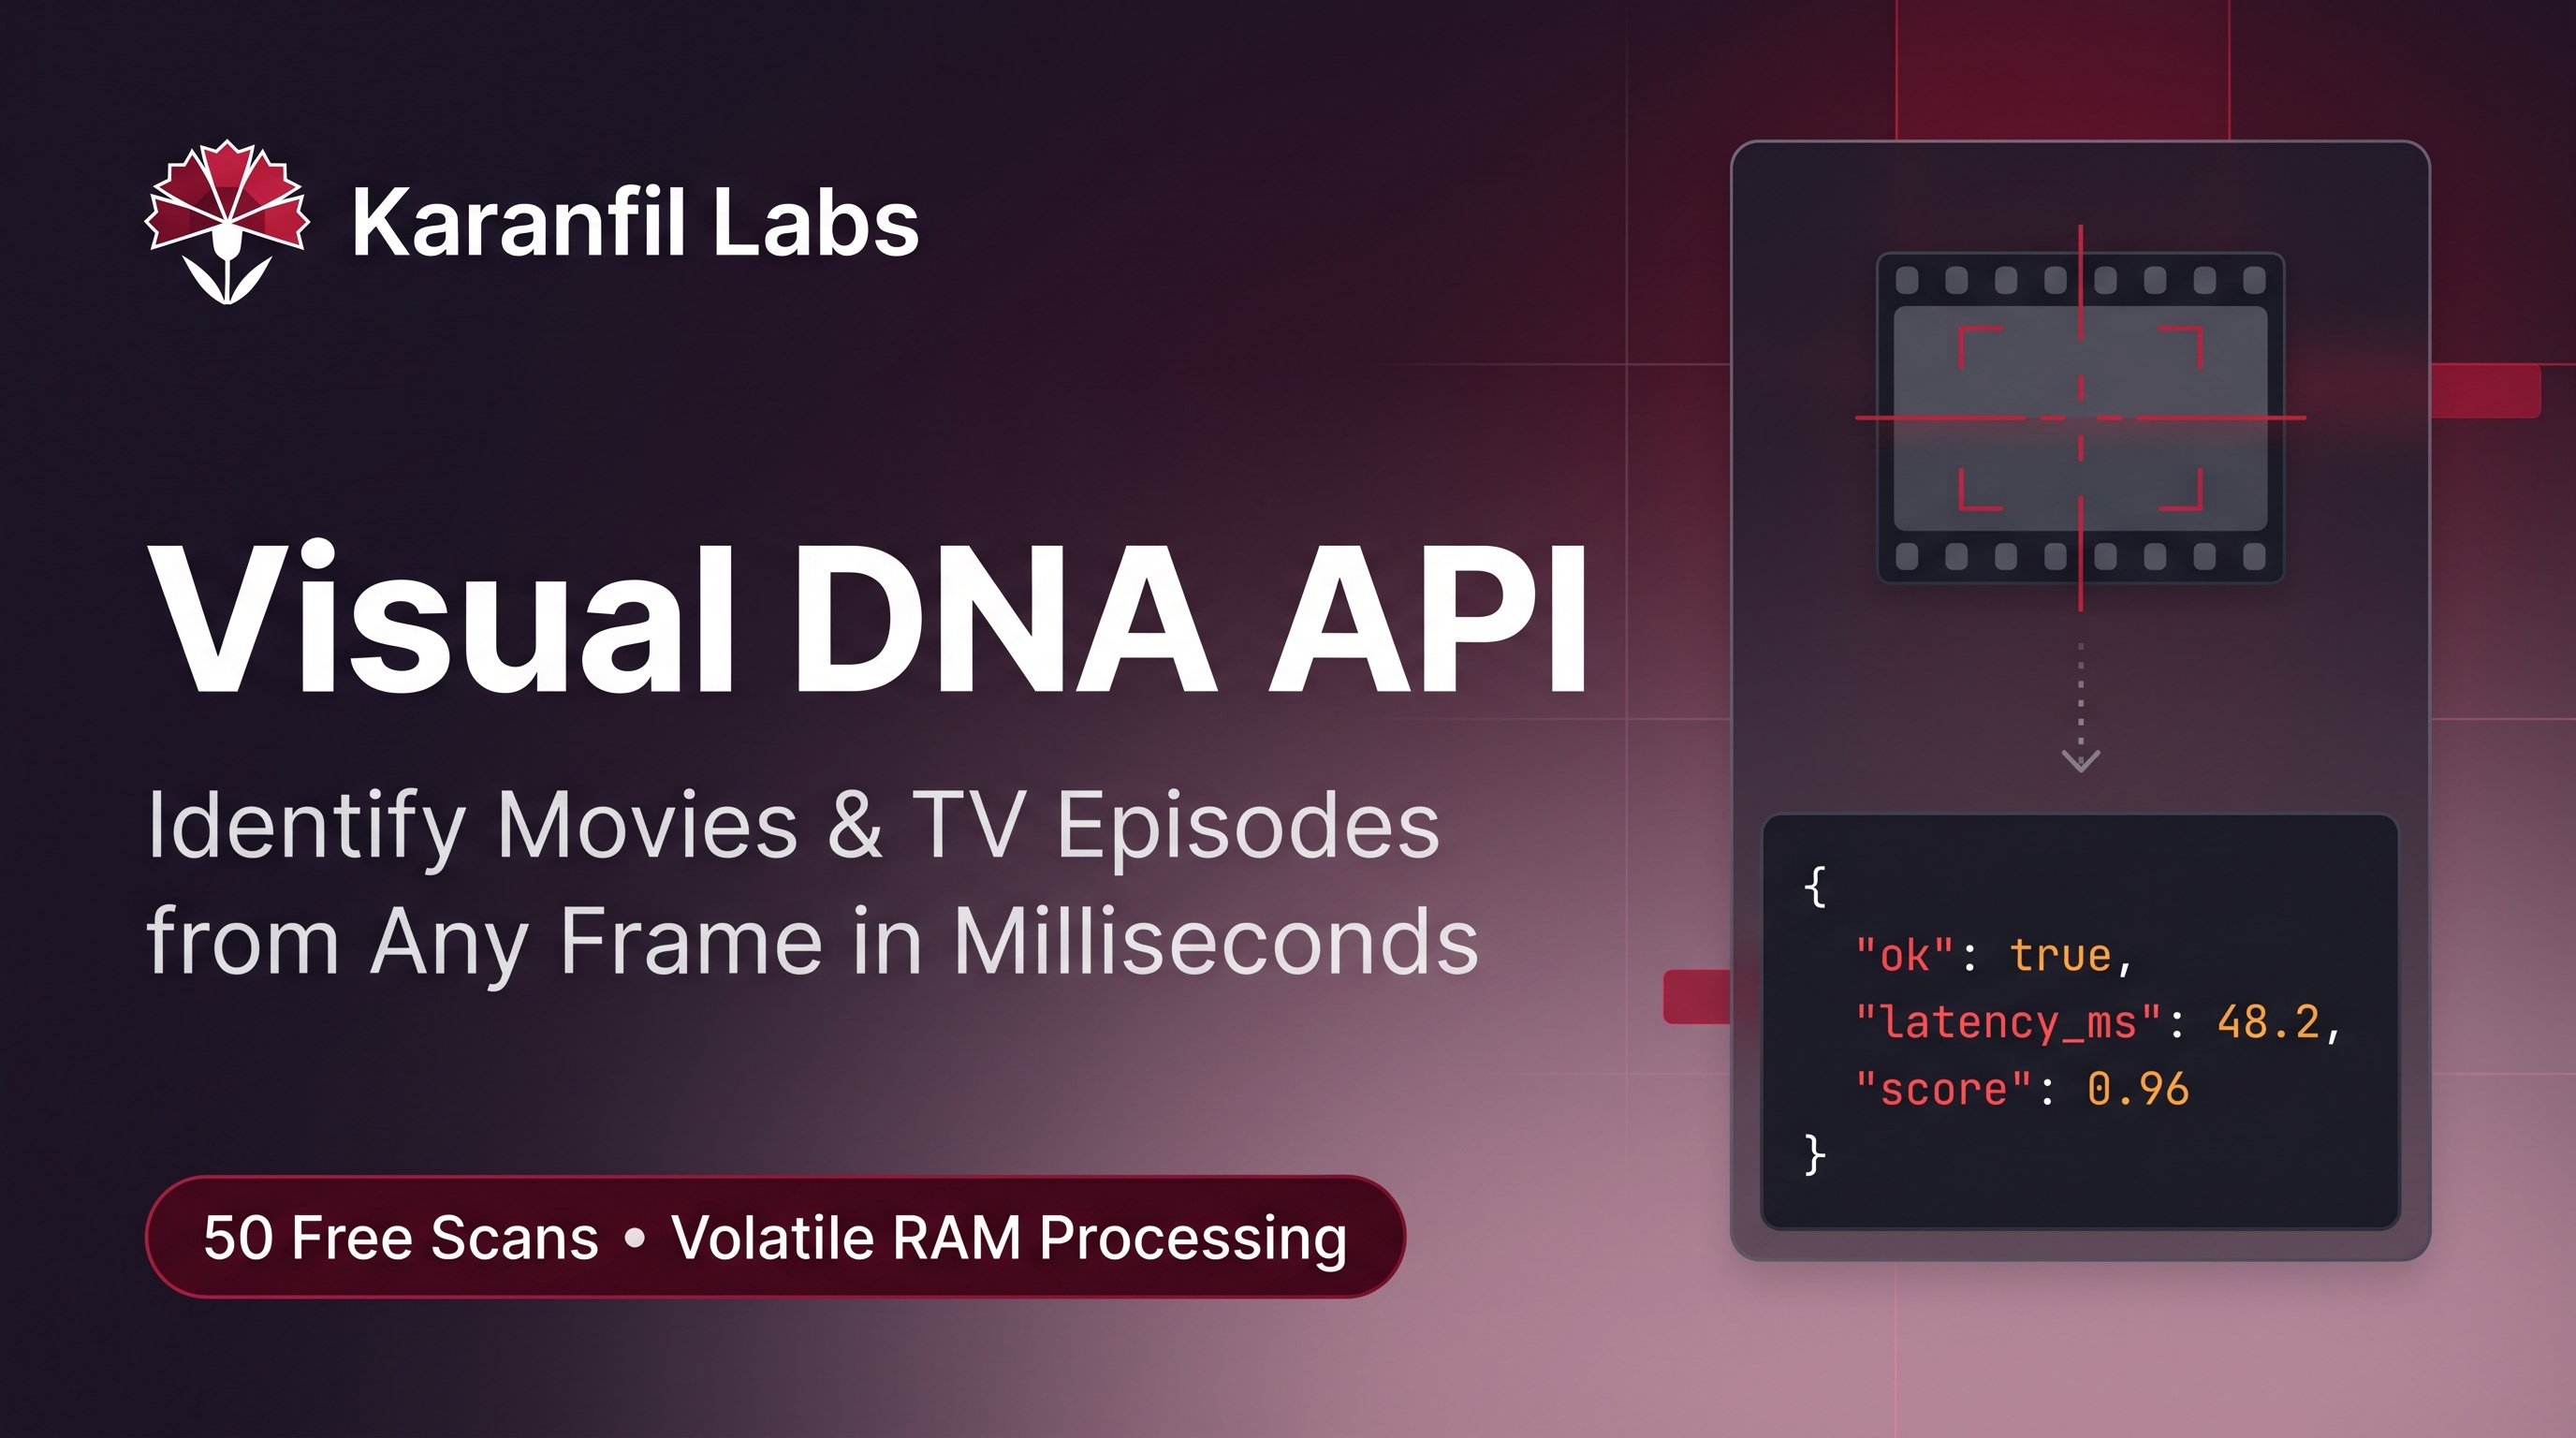 Karanfil Labs
Visual DNA API
Identify Movies & TV Episodes
from Any Frame in Milliseconds
50 Free Scans • Volatile RAM Processing
{
"ok": true,
"latency_ms": 48.2,
"score": 0.96
}